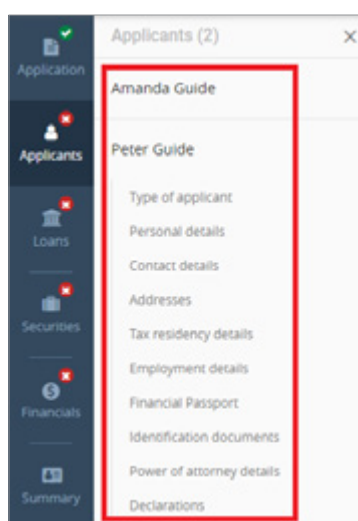 Applicants (2)
Amanda Guide
Peter Guide
Type of applicant
Personal details
Contact details
Addresses
Tax residency details
Employment details
Financial Passport
Identification documents
Power of attorney details
Declarations
Application
Applicants
Loans
Securities
Financials
Summary